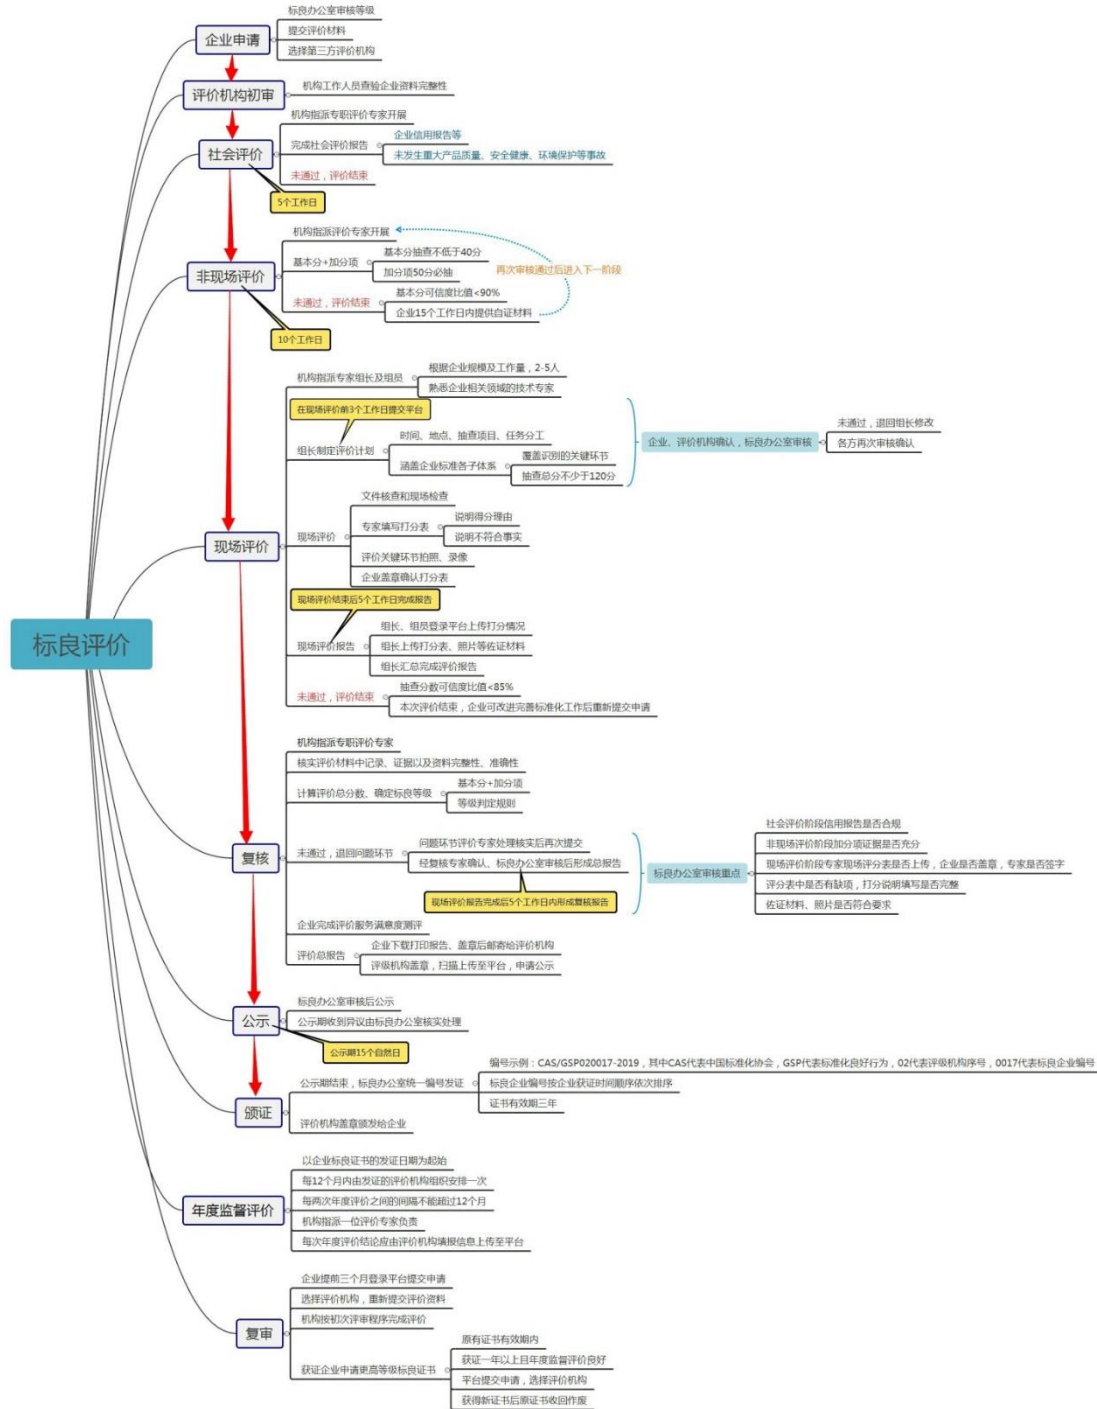 标良评价
企业申请
标良办公室审核等级
提交评价材料
选择第三方评价机构
评价机构初审
机构工作人员查验企业资料完整性
社会评价
机构指派专职评价专家开展
完成社会评价报告
企业信用报告等
未发生重大产品质量、安全健康、环境保护等事故
未通过，评价结束
5个工作日
非现场评价
机构指派评价专家开展
基本分+加分项
基本分抽查不低于40分
加分项50分必抽
再次审核通过后进入下一阶段
未通过，评价结束
基本分可信度比值<90%
企业15个工作日内提供自证材料
10个工作日
现场评价
机构指派专家组长及组员
根据企业规模及工作量，2-5人
熟悉企业相关领域的技术专家
在现场评价前3个工作日提交平台
组长制定评价计划
时间、地点、抽查项目、任务分工
涵盖企业标准各子体系
覆盖识别的关键环节
抽查总分不少于120分
企业、评价机构确认，标良办公室审核
未通过，退回组长修改
各方再次审核确认
现场评价
文件核查和现场检查
专家填写打分表
说明得分理由
说明不符合事实
评价关键环节拍照、录像
企业盖章确认打分表
现场评价结束后5个工作日完成报告
现场评价报告
组长、组员登录平台上传打分情况
组长上传打分表、照片等佐证材料
组长汇总完成评价报告
未通过，评价结束
抽查分数可信度比值<85%
本次评价结束，企业可改进完善标准化工作后重新提交申请
复核
机构指派专职评价专家
核实评价材料中记录、证据以及资料完整性、准确性
计算评价总分数、确定标良等级
基本分+加分项
等级判定规则
未通过，退回问题环节
问题环节评价专家处理核实后再次提交
经复核专家确认、标良办公室审核后形成总报告
现场评价报告完成后5个工作日内形成复核报告
标良办公室审核重点
社会评价阶段信用报告是否合规
非现场评价阶段加分项证据是否充分
现场评价阶段专家现场评分表是否上传，企业是否盖章，专家是否签字
评分表中是否有缺项，打分说明填写是否完整
佐证材料、照片是否符合要求
企业完成评价服务满意度测评
评价总报告
企业下载打印报告、盖章后邮寄给评价机构
评级机构盖章，扫描上传至平台，申请公示
公示
标良办公室审核后公示
公示期收到异议由标良办公室核实处理
公示期15个自然日
颁证
公示期结束，标良办公室统一编号发证
编号示例：CAS/GSP020017-2019，其中CAS代表中国标准化协会，GSP代表标准化良好行为，02代表评级机构序号，0017代表标良企业编号
标良企业编号按企业获证时间顺序依次排序
证书有效期三年
评价机构盖章颁发给企业
年度监督评价
以企业标良证书的发证日期为起始
每12个月内由发证的评价机构组织安排一次
每两次年度评价之间的间隔不能超过12个月
机构指派一位评价专家负责
每次年度评价结论应由评价机构填报信息上传至平台
复审
企业提前三个月登录平台提交申请
选择评价机构，重新提交评价资料
机构按初次评审程序完成评价
获证企业申请更高等级标良证书
原有证书有效期内
获证一年以上且年度监督评价良好
平台提交申请，选择评价机构
获得新证书后原证书收回作废